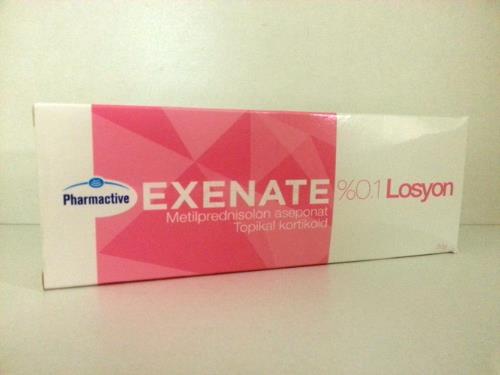 Pharmactive
EXENATE %0.1 Losyon
Metilprednisolon aseponat
Topikal kortikoid